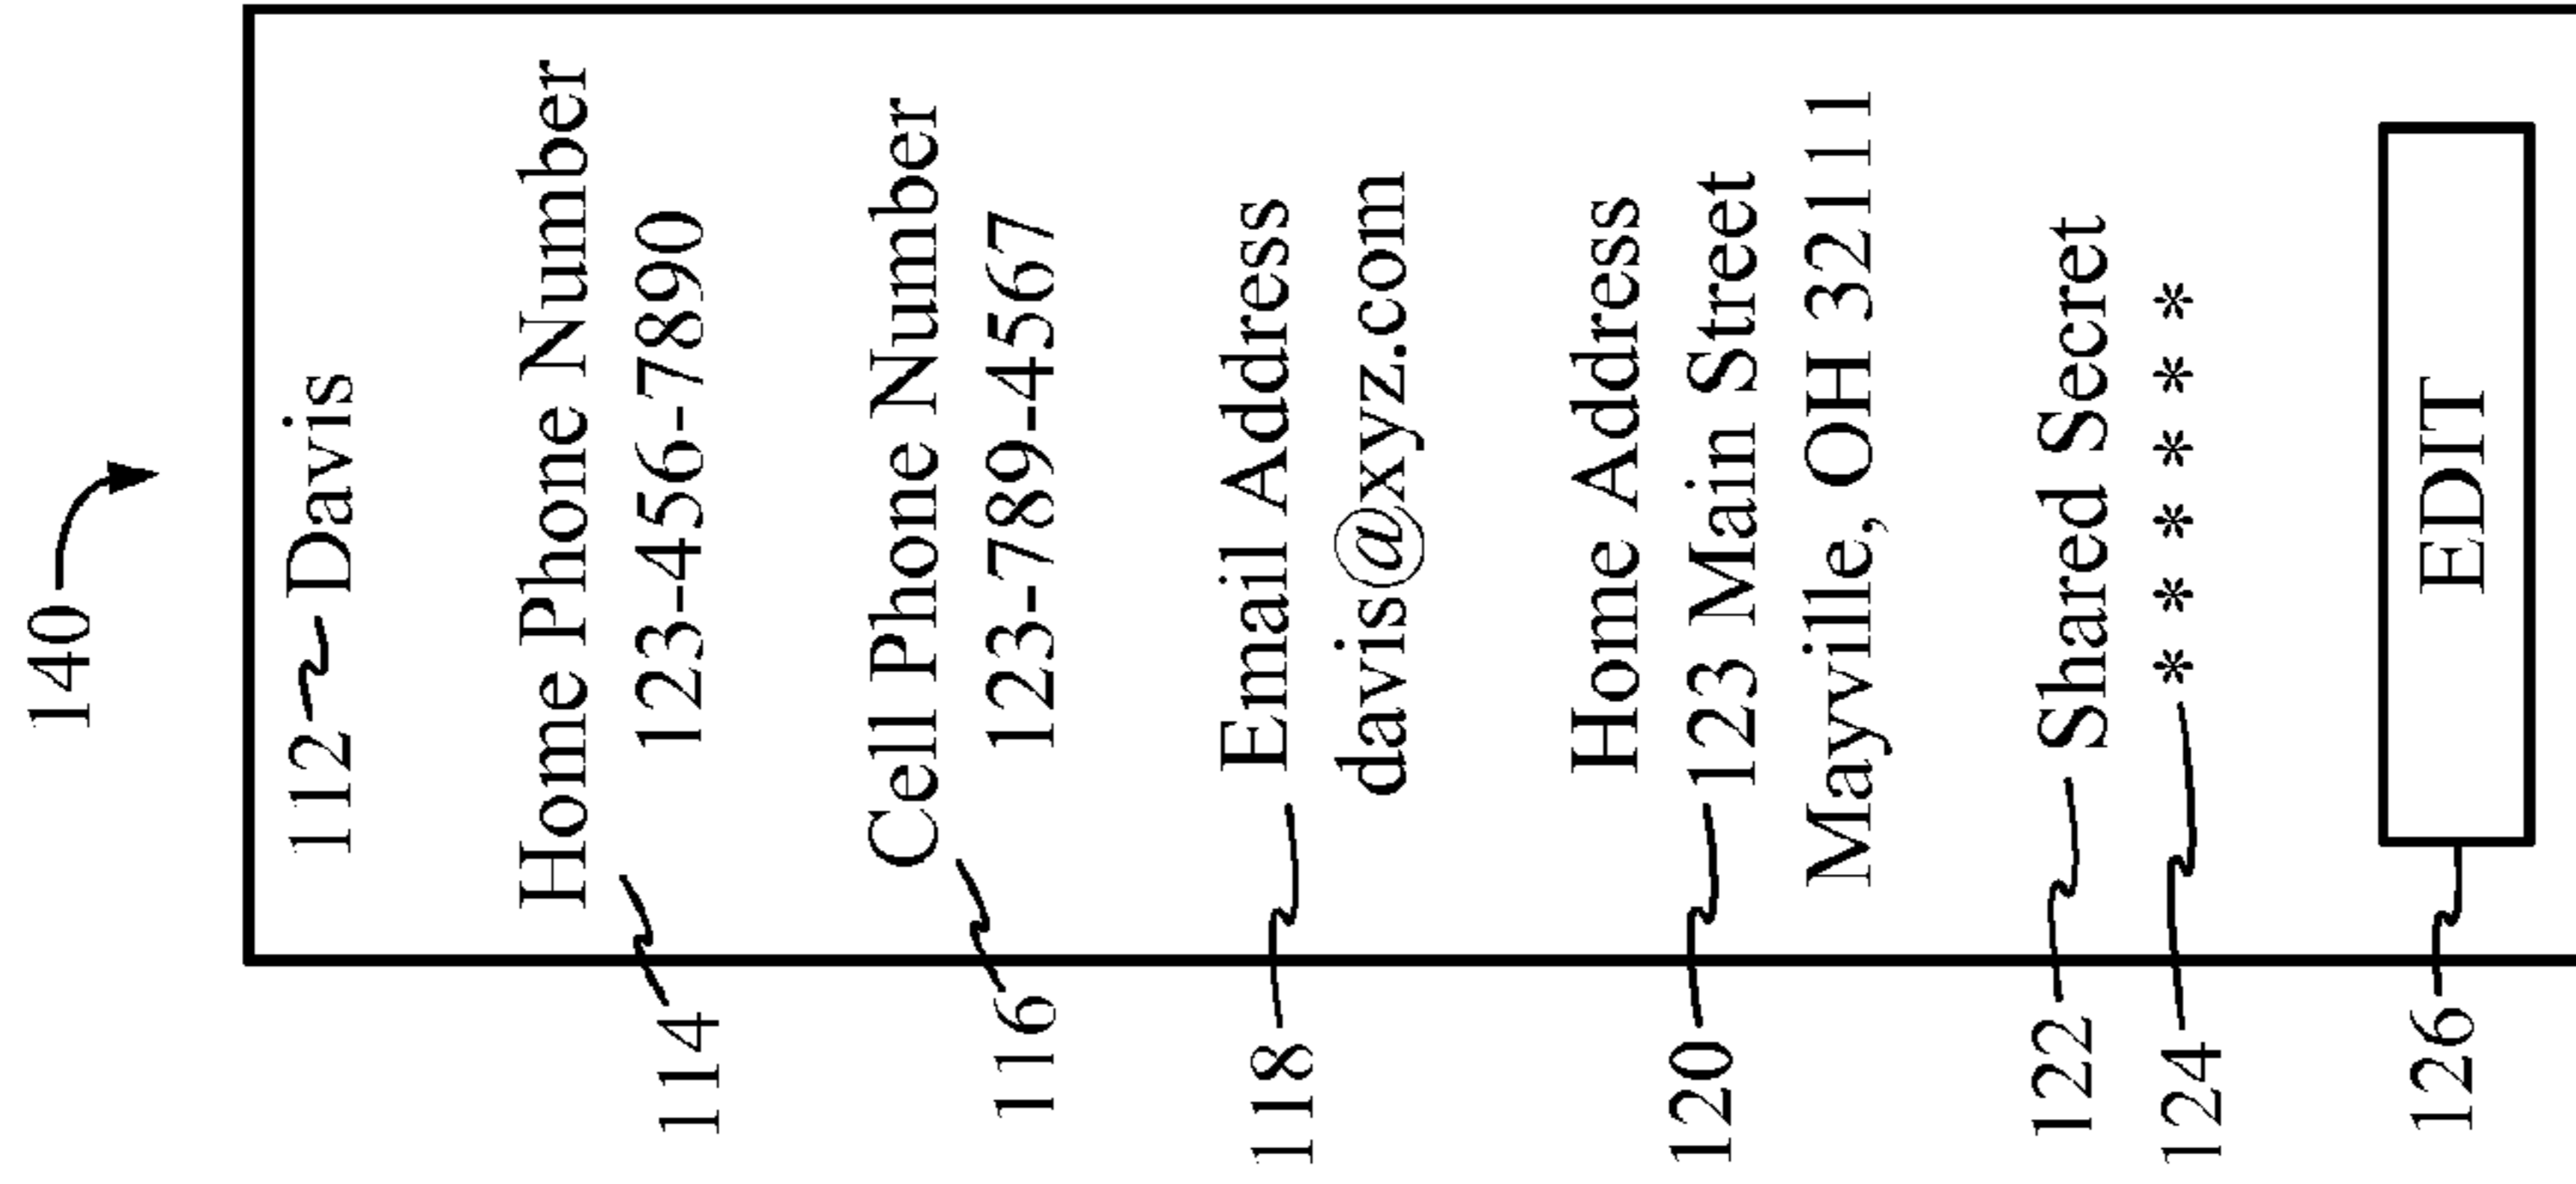 140
112 Davis
Home Phone Number
114
123-456-7890
Cell Phone Number
116
123-789-4567
118 Email Address
davis@xyz.com
Home Address
120 123 Main Street
Mayville, OH 32111
122 Shared Secret
124 * * * * * *
126 EDIT